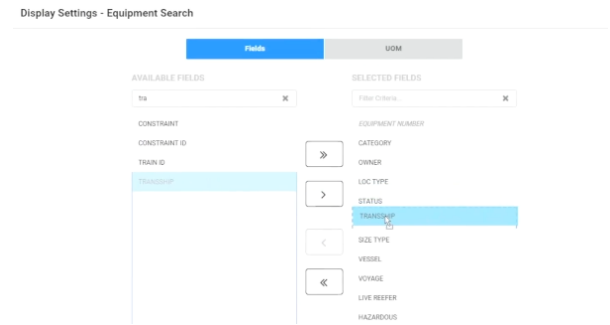 Display Settings - Equipment Search
Fields
UOM
AVAILABLE FIELDS
SELECTED FIELDS
tra
Filter Criteria ...
CONSTRAINT
CONSTRAINT ID
TRAIN ID
TRANSSHIP
EQUIPMENT NUMBER
CATEGORY
OWNER
LOC TYPE
STATUS
TRANSSHIP
SIZE TYPE
VESSEL
VOYAGE
LIVE REEFER
HAZARDOUS